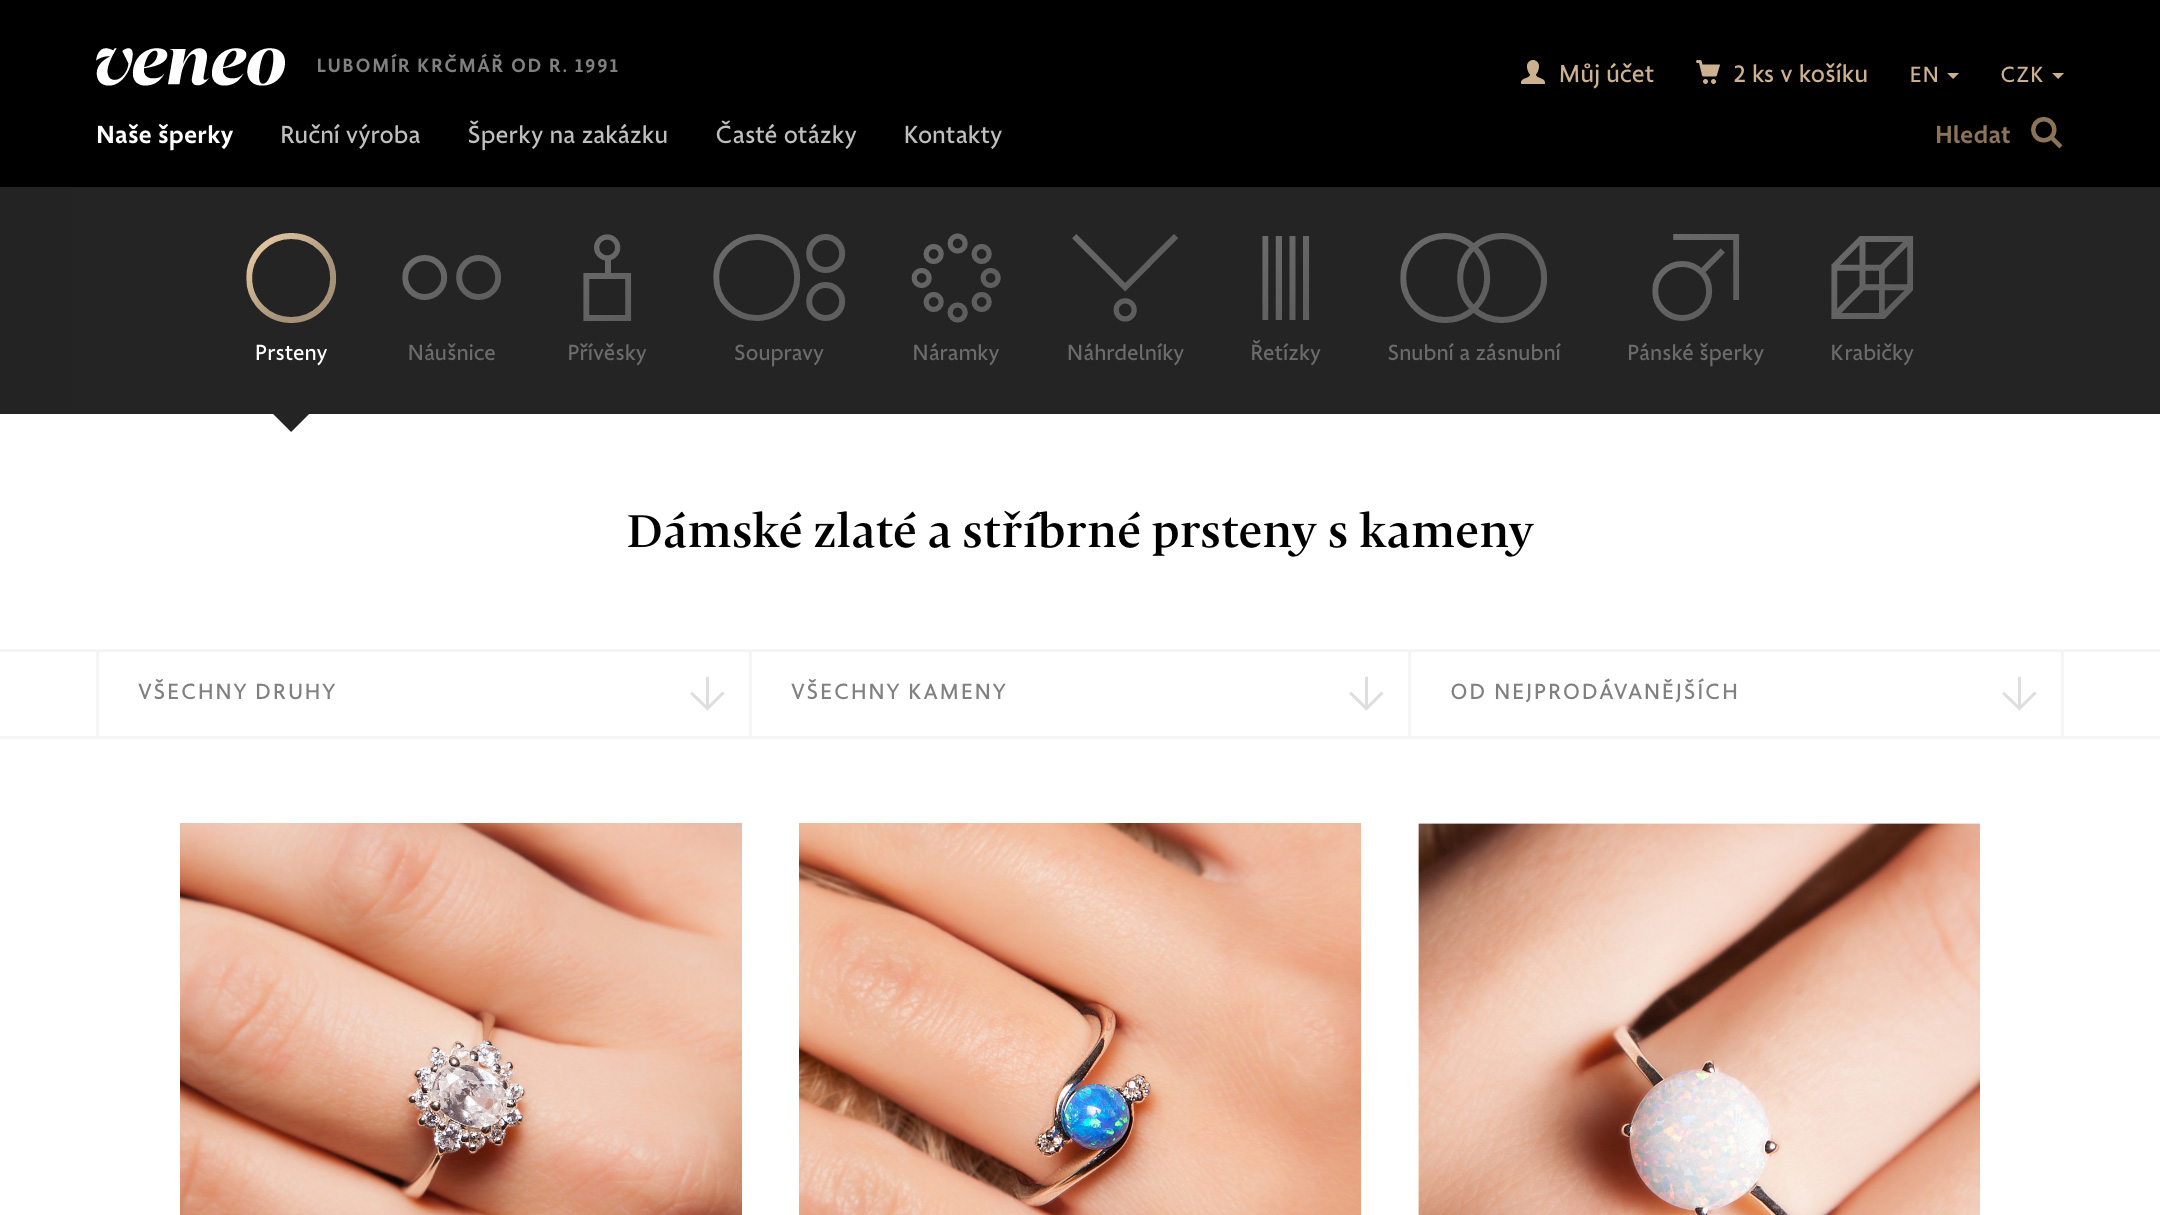 veneo
LUBOMÍR KRČMÁŘ OD R. 1991
Můj účet
2 ks v košíku
EN
CZK
Naše šperky
Ruční výroba
Šperky na zakázku
Časté otázky
Kontakty
Hledat
Prsteny
Náušnice
Přívěsky
Soupravy
Náramky
Náhrdelníky
Řetízky
Snubní a zásnubní
Pánské šperky
Krabičky
Dámské zlaté a stříbrné prsteny s kameny
VŠECHNY DRUHY
VŠECHNY KAMENY
OD NEJPRODÁVANĚJŠÍCH